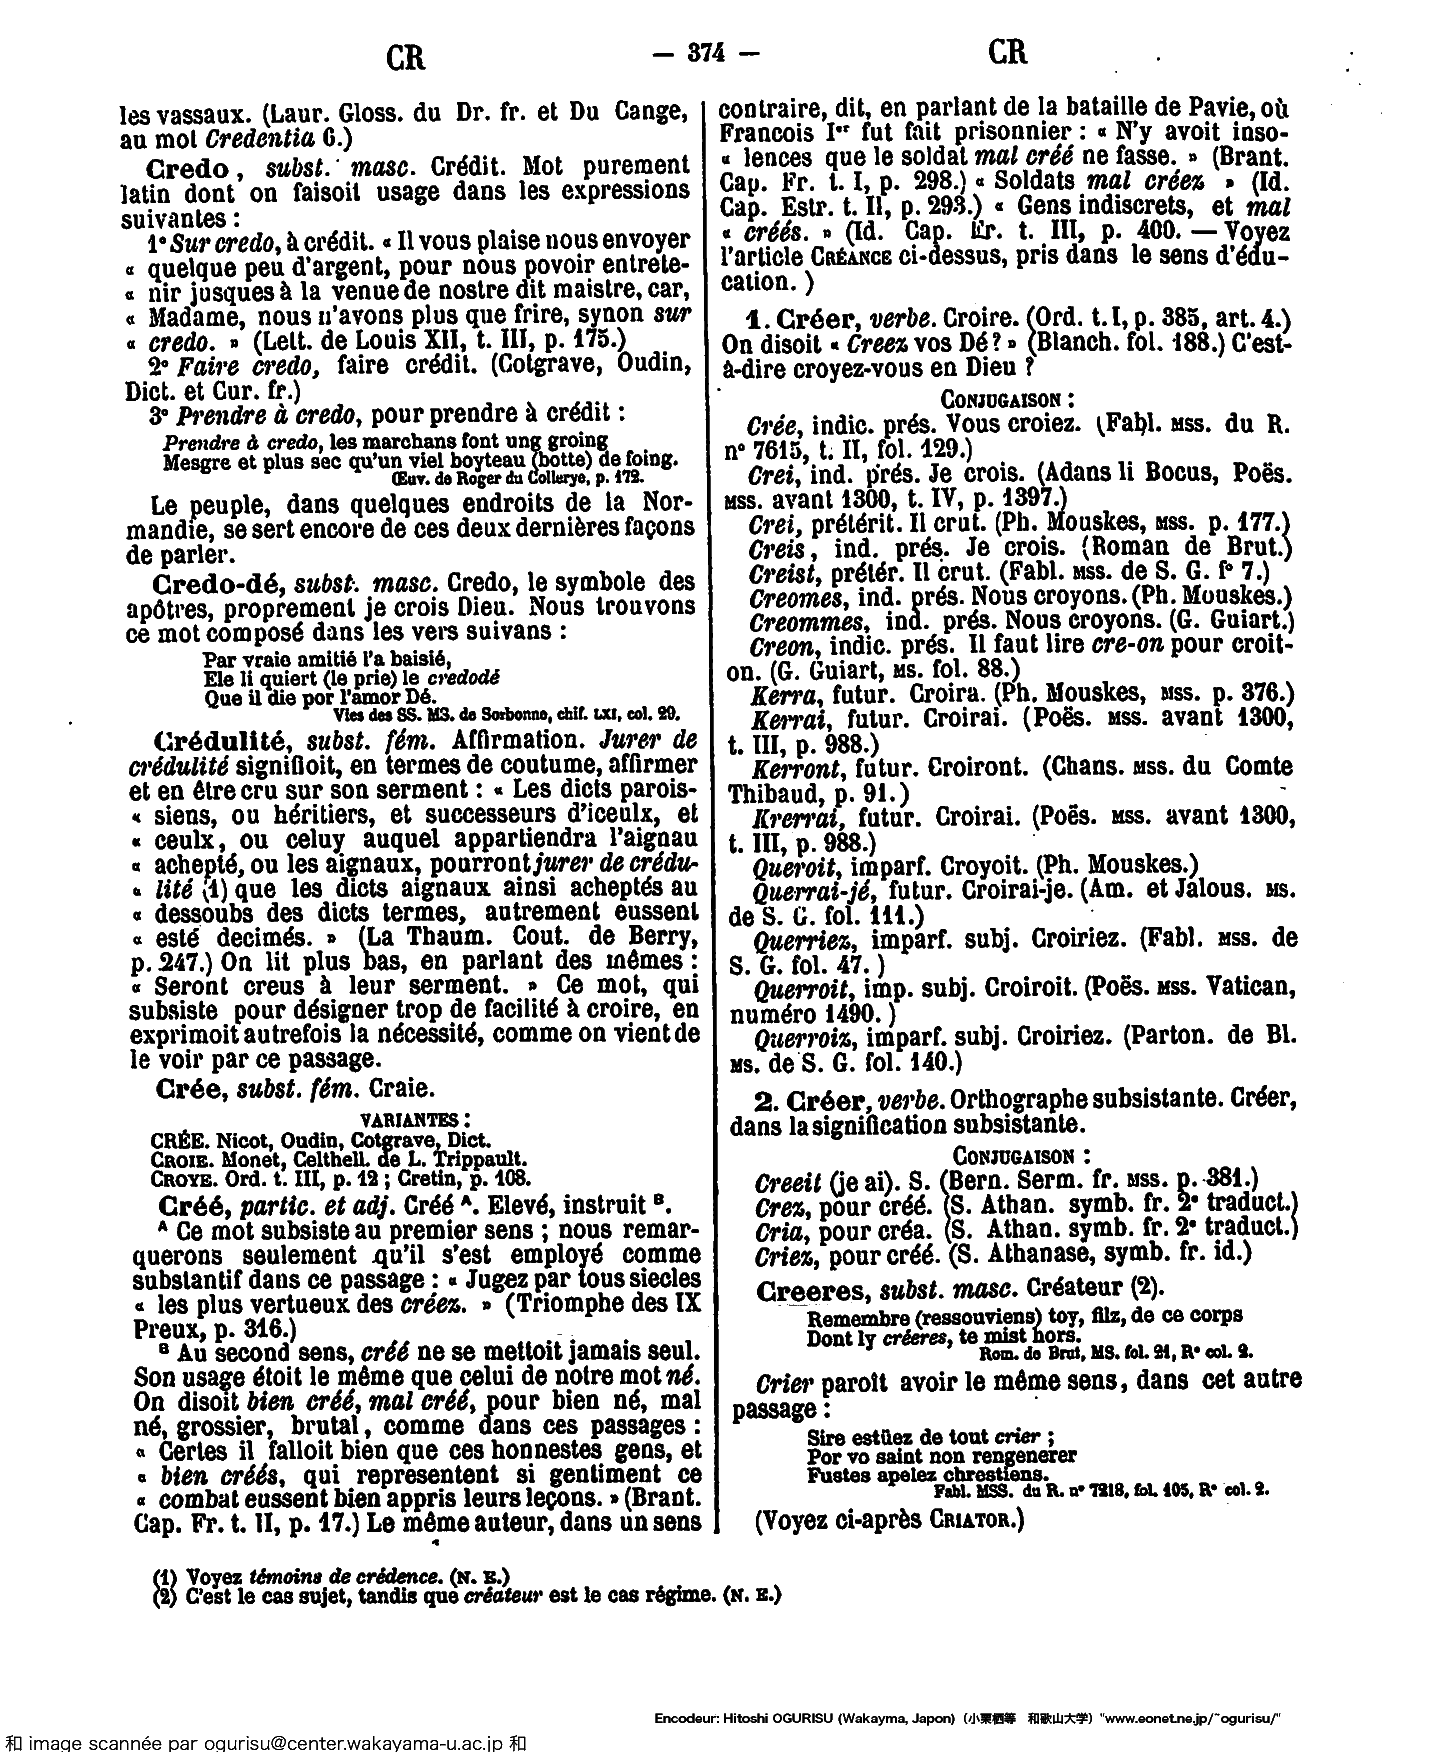 CR — 374 — CR
les vassaux. (Laur. Gloss. du Dr. fr. et Du Cange,
au mot Credentia 6.)
Credo, subst. masc. Crédit. Mot purement
latin dont on faisoit usage dans les expressions
suivantes :
1° Sur credo, à crédit. « Il vous plaise nous envoyer
« quelque peu d'argent, pour nous povoir entrete-
« nir jusques à la venue de nostre dit maistre, car,
« Madame, nous n'avons plus que frire, synon sur
« credo. » (Lett. de Louis XII, t. III, p. 175.)
2° Faire credo, faire crédit. (Cotgrave, Oudin,
Dict. et Cur. fr.)
3° Prendre à credo, pour prendre à crédit :
Prendre à credo, les marchans font ung groing
Mesgre et plus sec qu'un viel boyteau (botte) de foing.
Œuv. de Roger du Collerye, p. 172.
Le peuple, dans quelques endroits de la Nor-
mandie, se sert encore de ces deux dernières façons
de parler.
Credo-dé, subst. masc. Credo, le symbole des
apôtres, proprement je crois Dieu. Nous trouvons
ce mot composé dans les vers suivans :
Par vraie amitié l'a baisié,
Ele li quiert (le prie) le credodé
Que il die por l'amor Dé.
Vies des SS. MS. de Sorbonne, chif. LXI, col. 29.
Crédulité, subst. fém. Affirmation. Jurer de
crédulité signifioit, en termes de coutume, affirmer
et en être cru sur son serment : « Les dicts parois-
« siens, ou héritiers, et successeurs d'iceulx, et
« ceulx, ou celuy auquel appartiendra l'aignau
« achepté, ou les aignaux, pourront jurer de crédu-
« lité (1) que les dicts aignaux ainsi acheptés au
« dessoubs des dicts termes, autrement eussent
« esté decimés. » (La Thaum. Cout. de Berry,
p. 247.) On lit plus bas, en parlant des mêmes :
« Seront creus à leur serment. » Ce mot, qui
subsiste pour désigner trop de facilité à croire, en
exprimoit autrefois la nécessité, comme on vient de
le voir par ce passage.
Crée, subst. fém. Craie.
VARIANTES :
CRÉE. Nicot, Oudin, Cotgrave, Dict.
CROIE. Monet, Celthell. de L. Trippault.
CROYE. Ord. t. III, p. 12 ; Cretin, p. 108.
Créé, partic. et adj. Créé A. Elevé, instruit B.
A Ce mot subsiste au premier sens ; nous remar-
querons seulement qu'il s'est employé comme
substantif dans ce passage : « Jugez par tous siecles
« les plus vertueux des créez. » (Triomphe des IX
Preux, p. 316.)
B Au second sens, créé ne se mettoit jamais seul.
Son usage étoit le même que celui de notre mot né.
On disoit bien créé, mal créé, pour bien né, mal
né, grossier, brutal, comme dans ces passages :
« Certes il falloit bien que ces honnestes gens, et
« bien créés, qui representent si gentiment ce
« combat eussent bien appris leurs leçons. » (Brant.
Cap. Fr. t. II, p. 17.) Le même auteur, dans un sens
contraire, dit, en parlant de la bataille de Pavie, où
Francois Ier fut fait prisonnier : « N'y avoit inso-
« lences que le soldat mal créé ne fasse. » (Brant.
Cap. Fr. t. I, p. 298.) « Soldats mal créez » (Id.
Cap. Estr. t. II, p. 293.) « Gens indiscrets, et mal
« créés. » (Id. Cap. Fr. t. III, p. 400. — Voyez
l'article CRÉANCE ci-dessus, pris dans le sens d'édu-
cation. )
1. Créer, verbe. Croire. (Ord. t. I, p. 385, art. 4.)
On disoit « Creez vos Dé? » (Blanch. fol. 188.) C'est-
à-dire croyez-vous en Dieu ?
CONJUGAISON :
Crée, indic. prés. Vous croiez. (Fabl. MSS. du R.
n° 7615, t. II, fol. 129.)
Crei, ind. prés. Je crois. (Adans li Bocus, Poës.
MSS. avant 1300, t. IV, p. 1397.)
Crei, prétérit. Il crut. (Ph. Mouskes, MSS. p. 177.)
Creis, ind. prés. Je crois. (Roman de Brut.)
Creist, prétér. Il crut. (Fabl. MSS. de S. G. f° 7.)
Creomes, ind. prés. Nous croyons. (Ph. Mouskes.)
Creommes, ind. prés. Nous croyons. (G. Guiart.)
Creon, indic. prés. Il faut lire cre-on pour croit-
on. (G. Guiart, MS. fol. 88.)
Kerra, futur. Croira. (Ph. Mouskes, MSS. p. 376.)
Kerrai, futur. Croirai. (Poës. MSS. avant 1300,
t. III, p. 988.)
Kerront, futur. Croiront. (Chans. MSS. du Comte
Thibaud, p. 91.)
Krerrai, futur. Croirai. (Poës. MSS. avant 1300,
t. III, p. 988.)
Queroit, imparf. Croyoit. (Ph. Mouskes.)
Querrai-jé, futur. Croirai-je. (Am. et Jalous. MS.
de S. G. fol. 111.)
Querriez, imparf. subj. Croiriez. (Fabl. MSS. de
S. G. fol. 47. )
Querroit, imp. subj. Croiroit. (Poës. MSS. Vatican,
numéro 1490. )
Querroiz, imparf. subj. Croiriez. (Parton. de Bl.
MS. de S. G. fol. 140.)
2. Créer, verbe. Orthographe subsistante. Créer,
dans la signification subsistante.
CONJUGAISON :
Creeit (je ai). S. (Bern. Serm. fr. MSS. p. 381.)
Crez, pour créé. (S. Athan. symb. fr. 2e traduct.)
Cria, pour créa. (S. Athan. symb. fr. 2e traduct.)
Criez, pour créé. (S. Athanase, symb. fr. id.)
Creeres, subst. masc. Créateur (2).
Remembre (ressouviens) toy, filz, de ce corps
Dont ly créeres, te mist hors.
Rom. de Brut, MS. fol. 21, R° col. 2.
Crier paroît avoir le même sens, dans cet autre
passage :
Sire estüez de tout crier ;
Por vo saint non rengenerer
Fustes apelez chrestiens.
Fabl. MSS. du R. n° 7218, fol. 105, R° col. 2.
(Voyez ci-après CRIATOR.)
(1) Voyez témoins de crédence. (N. E.)
(2) C'est le cas sujet, tandis que créateur est le cas régime. (N. E.)
Encodeur: Hitoshi OGURISU (Wakayma, Japon) (小栗栖等 和歌山大学) "www.eonet.ne.jp/~ogurisu/"
和 image scannée par ogurisu@center.wakayama-u.ac.jp 和